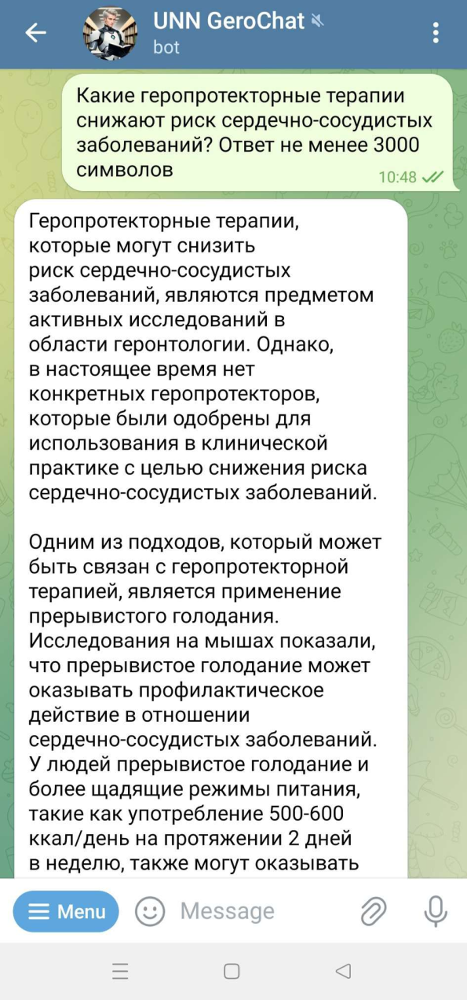 UNN GeroChat
bot
Какие геропротекторные терапии
снижают риск сердечно-сосудистых
заболеваний? Ответ не менее 3000
символов
10:48
Геропротекторные терапии,
которые могут снизить
риск сердечно-сосудистых
заболеваний, являются предметом
активных исследований в
области геронтологии. Однако,
в настоящее время нет
конкретных геропротекторов,
которые были одобрены для
использования в клинической
практике с целью снижения риска
сердечно-сосудистых заболеваний.
Одним из подходов, который может
быть связан с геропротекторной
терапией, является применение
прерывистого голодания.
Исследования на мышах показали,
что прерывистое голодание может
оказывать профилактическое
действие в отношении
сердечно-сосудистых заболеваний.
У людей прерывистое голодание и
более щадящие режимы питания,
такие как употребление 500-600
ккал/день на протяжении 2 дней
в неделю, также могут оказывать
Menu
Message